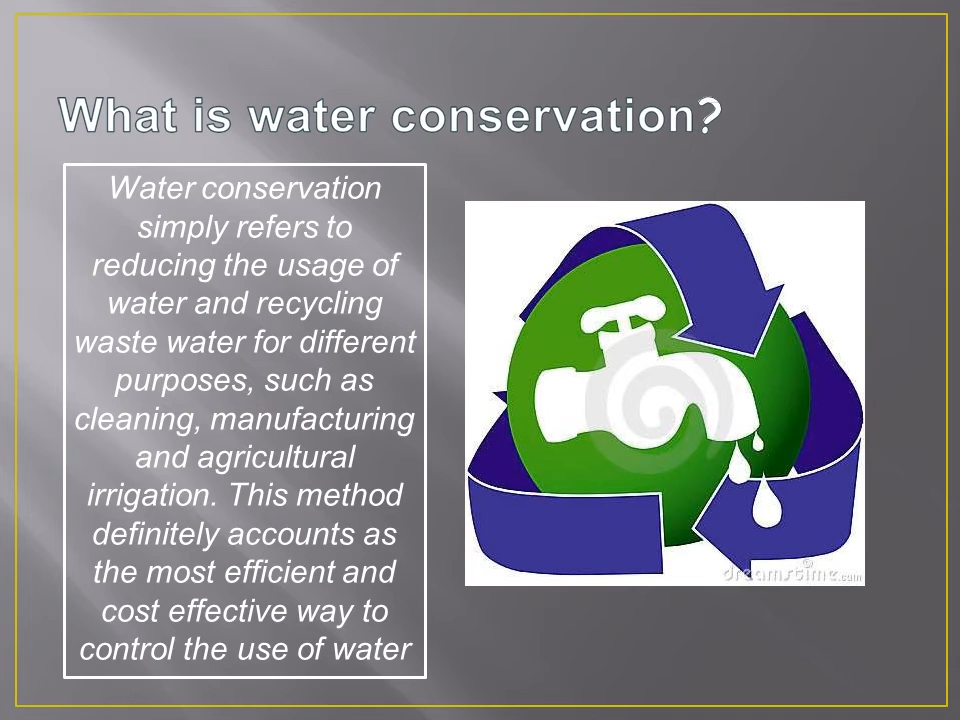 What is water conservation?
Water conservation
simply refers to
reducing the usage of
water and recycling
waste water for different
purposes, such as
cleaning, manufacturing
and agricultural
irrigation. This method
definitely accounts as
the most efficient and
cost effective way to
control the use of water
dreamstime.com